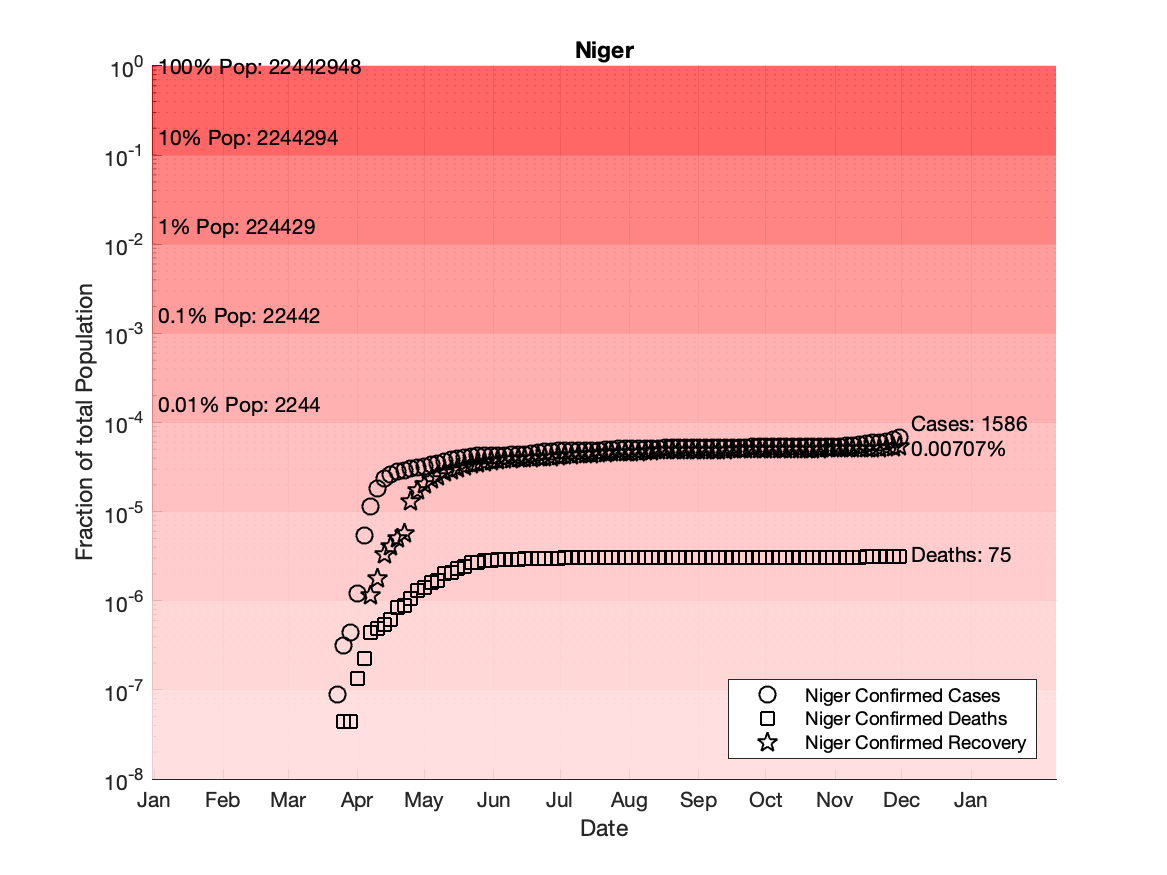 Niger
10^0
100% Pop: 22442948
10% Pop: 2244294
10^-1
1% Pop: 224429
10^-2
0.1% Pop: 22442
10^-3
0.01% Pop: 2244
10^-4
Cases: 1586
0.00707%
10^-5
Deaths: 75
10^-6
10^-7
10^-8
Fraction of total Population
Niger Confirmed Cases
Niger Confirmed Deaths
Niger Confirmed Recovery
Jan Feb Mar Apr May Jun Jul Aug Sep Oct Nov Dec Jan
Date